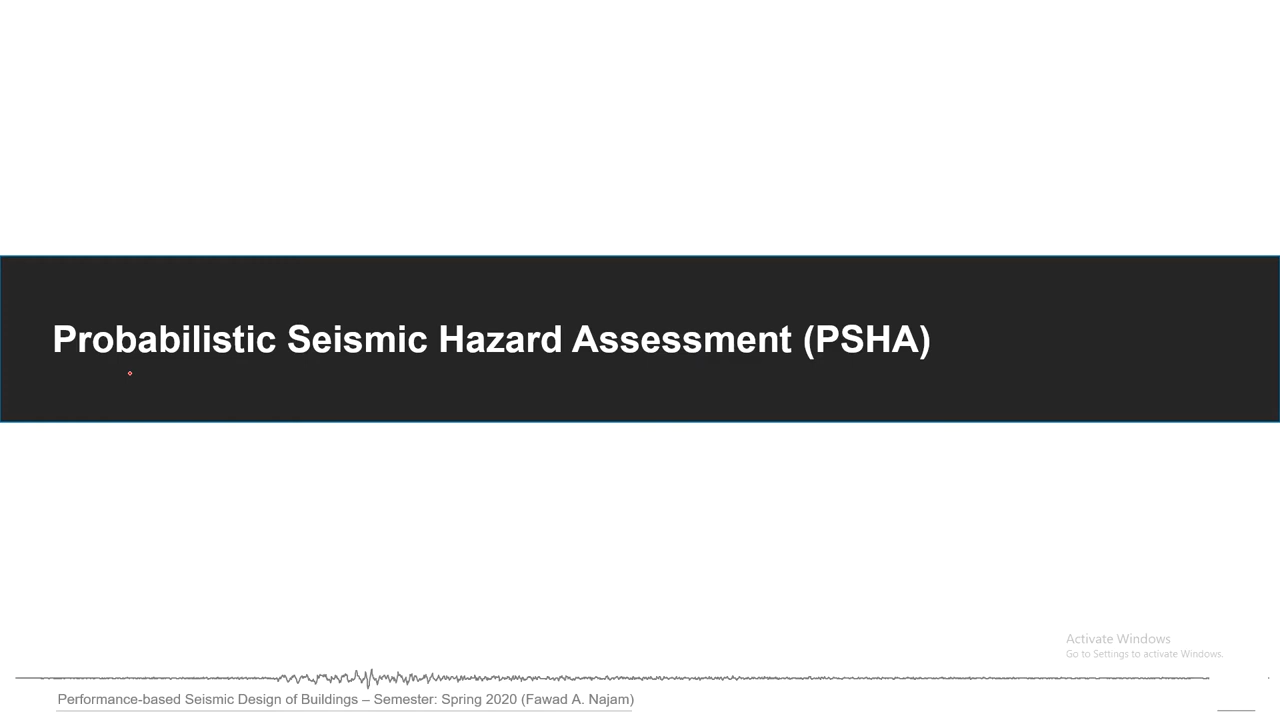 Probabilistic Seismic Hazard Assessment (PSHA)
Activate Windows
Go to Settings to activate Windows.
Performance-based Seismic Design of Buildings – Semester: Spring 2020 (Fawad A. Najam)